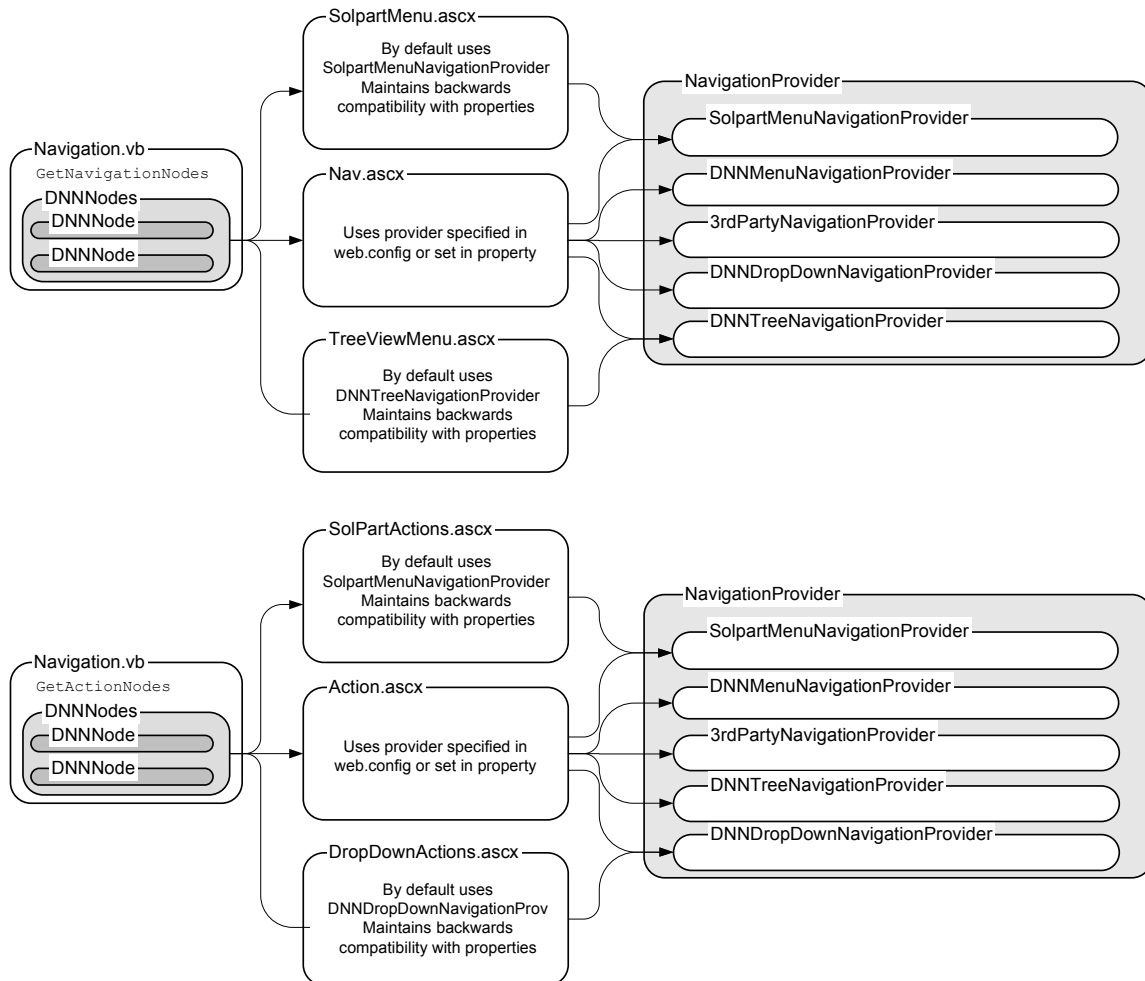 SolpartMenu.ascx
By default uses
SolpartMenuNavigationProvider
Maintains backwards
compatibility with properties
Navigation.vb
GetNavigationNodes
DNNNodes
DNNNode
DNNNode
Nav.ascx
Uses provider specified in
web.config or set in property
TreeViewMenu.ascx
By default uses
DNNTreeNavigationProvider
Maintains backwards
compatibility with properties
NavigationProvider
SolpartMenuNavigationProvider
DNNMenuNavigationProvider
3rdPartyNavigationProvider
DNNDropDownNavigationProvider
DNNTreeNavigationProvider
SolPartActions.ascx
By default uses
SolpartMenuNavigationProvider
Maintains backwards
compatibility with properties
Navigation.vb
GetActionNodes
DNNNodes
DNNNode
DNNNode
Action.ascx
Uses provider specified in
web.config or set in property
DropDownActions.ascx
By default uses
DNNDropDownNavigationProv
Maintains backwards
compatibility with properties
NavigationProvider
SolpartMenuNavigationProvider
DNNMenuNavigationProvider
3rdPartyNavigationProvider
DNNTreeNavigationProvider
DNNDropDownNavigationProvider